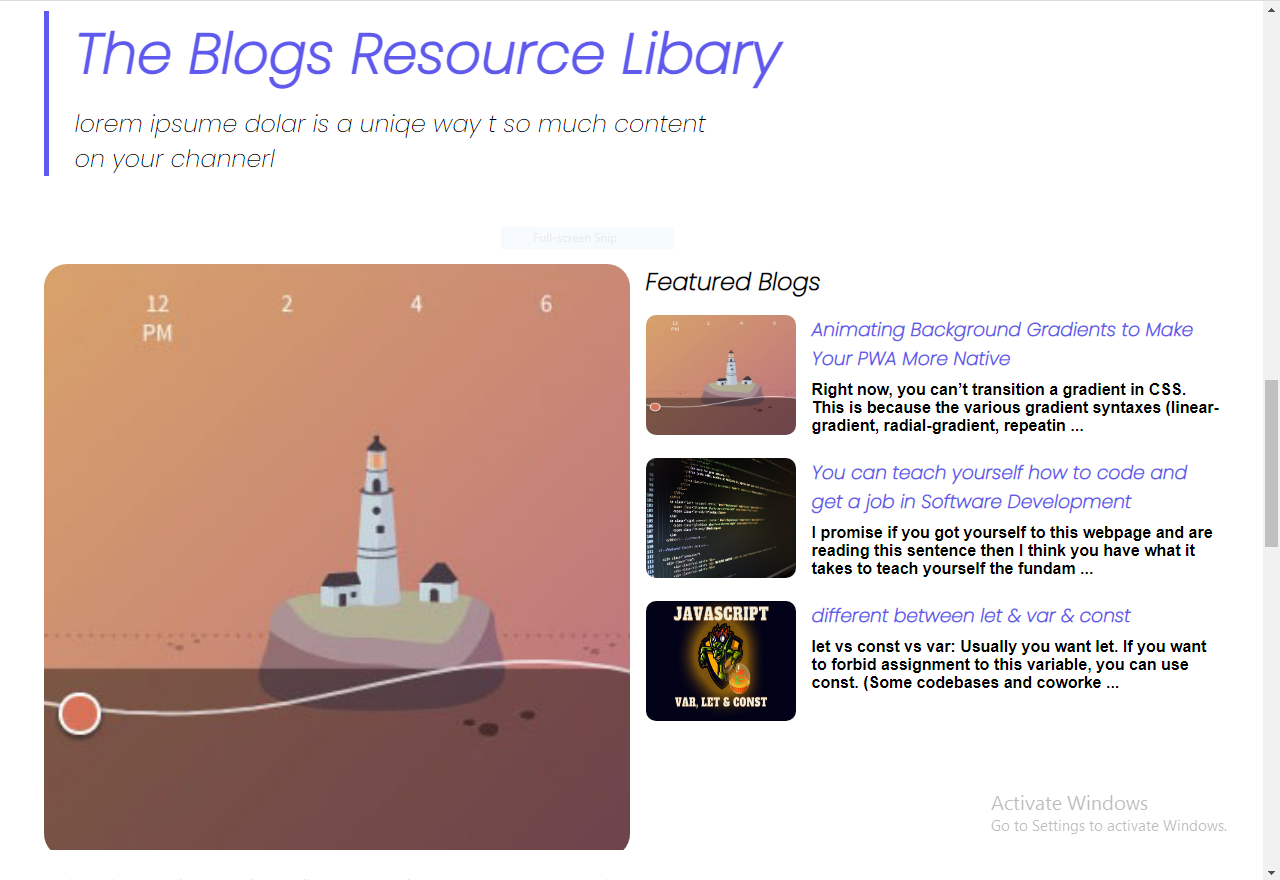 The Blogs Resource Libary
lorem ipsume dolar is a uniqe way t so much content
on your channerl
Full-screen Snip
12 2 4 6
PM
Featured Blogs
12 2 4 6
PM
Animating Background Gradients to Make
Your PWA More Native
Right now, you can’t transition a gradient in CSS.
This is because the various gradient syntaxes (linear-
gradient, radial-gradient, repeatin ...
You can teach yourself how to code and
get a job in Software Development
I promise if you got yourself to this webpage and are
reading this sentence then I think you have what it
takes to teach yourself the fundam ...
JAVASCRIPT
VAR, LET & CONST
different between let & var & const
let vs const vs var: Usually you want let. If you want
to forbid assignment to this variable, you can use
const. (Some codebases and coworke ...
Activate Windows
Go to Settings to activate Windows.